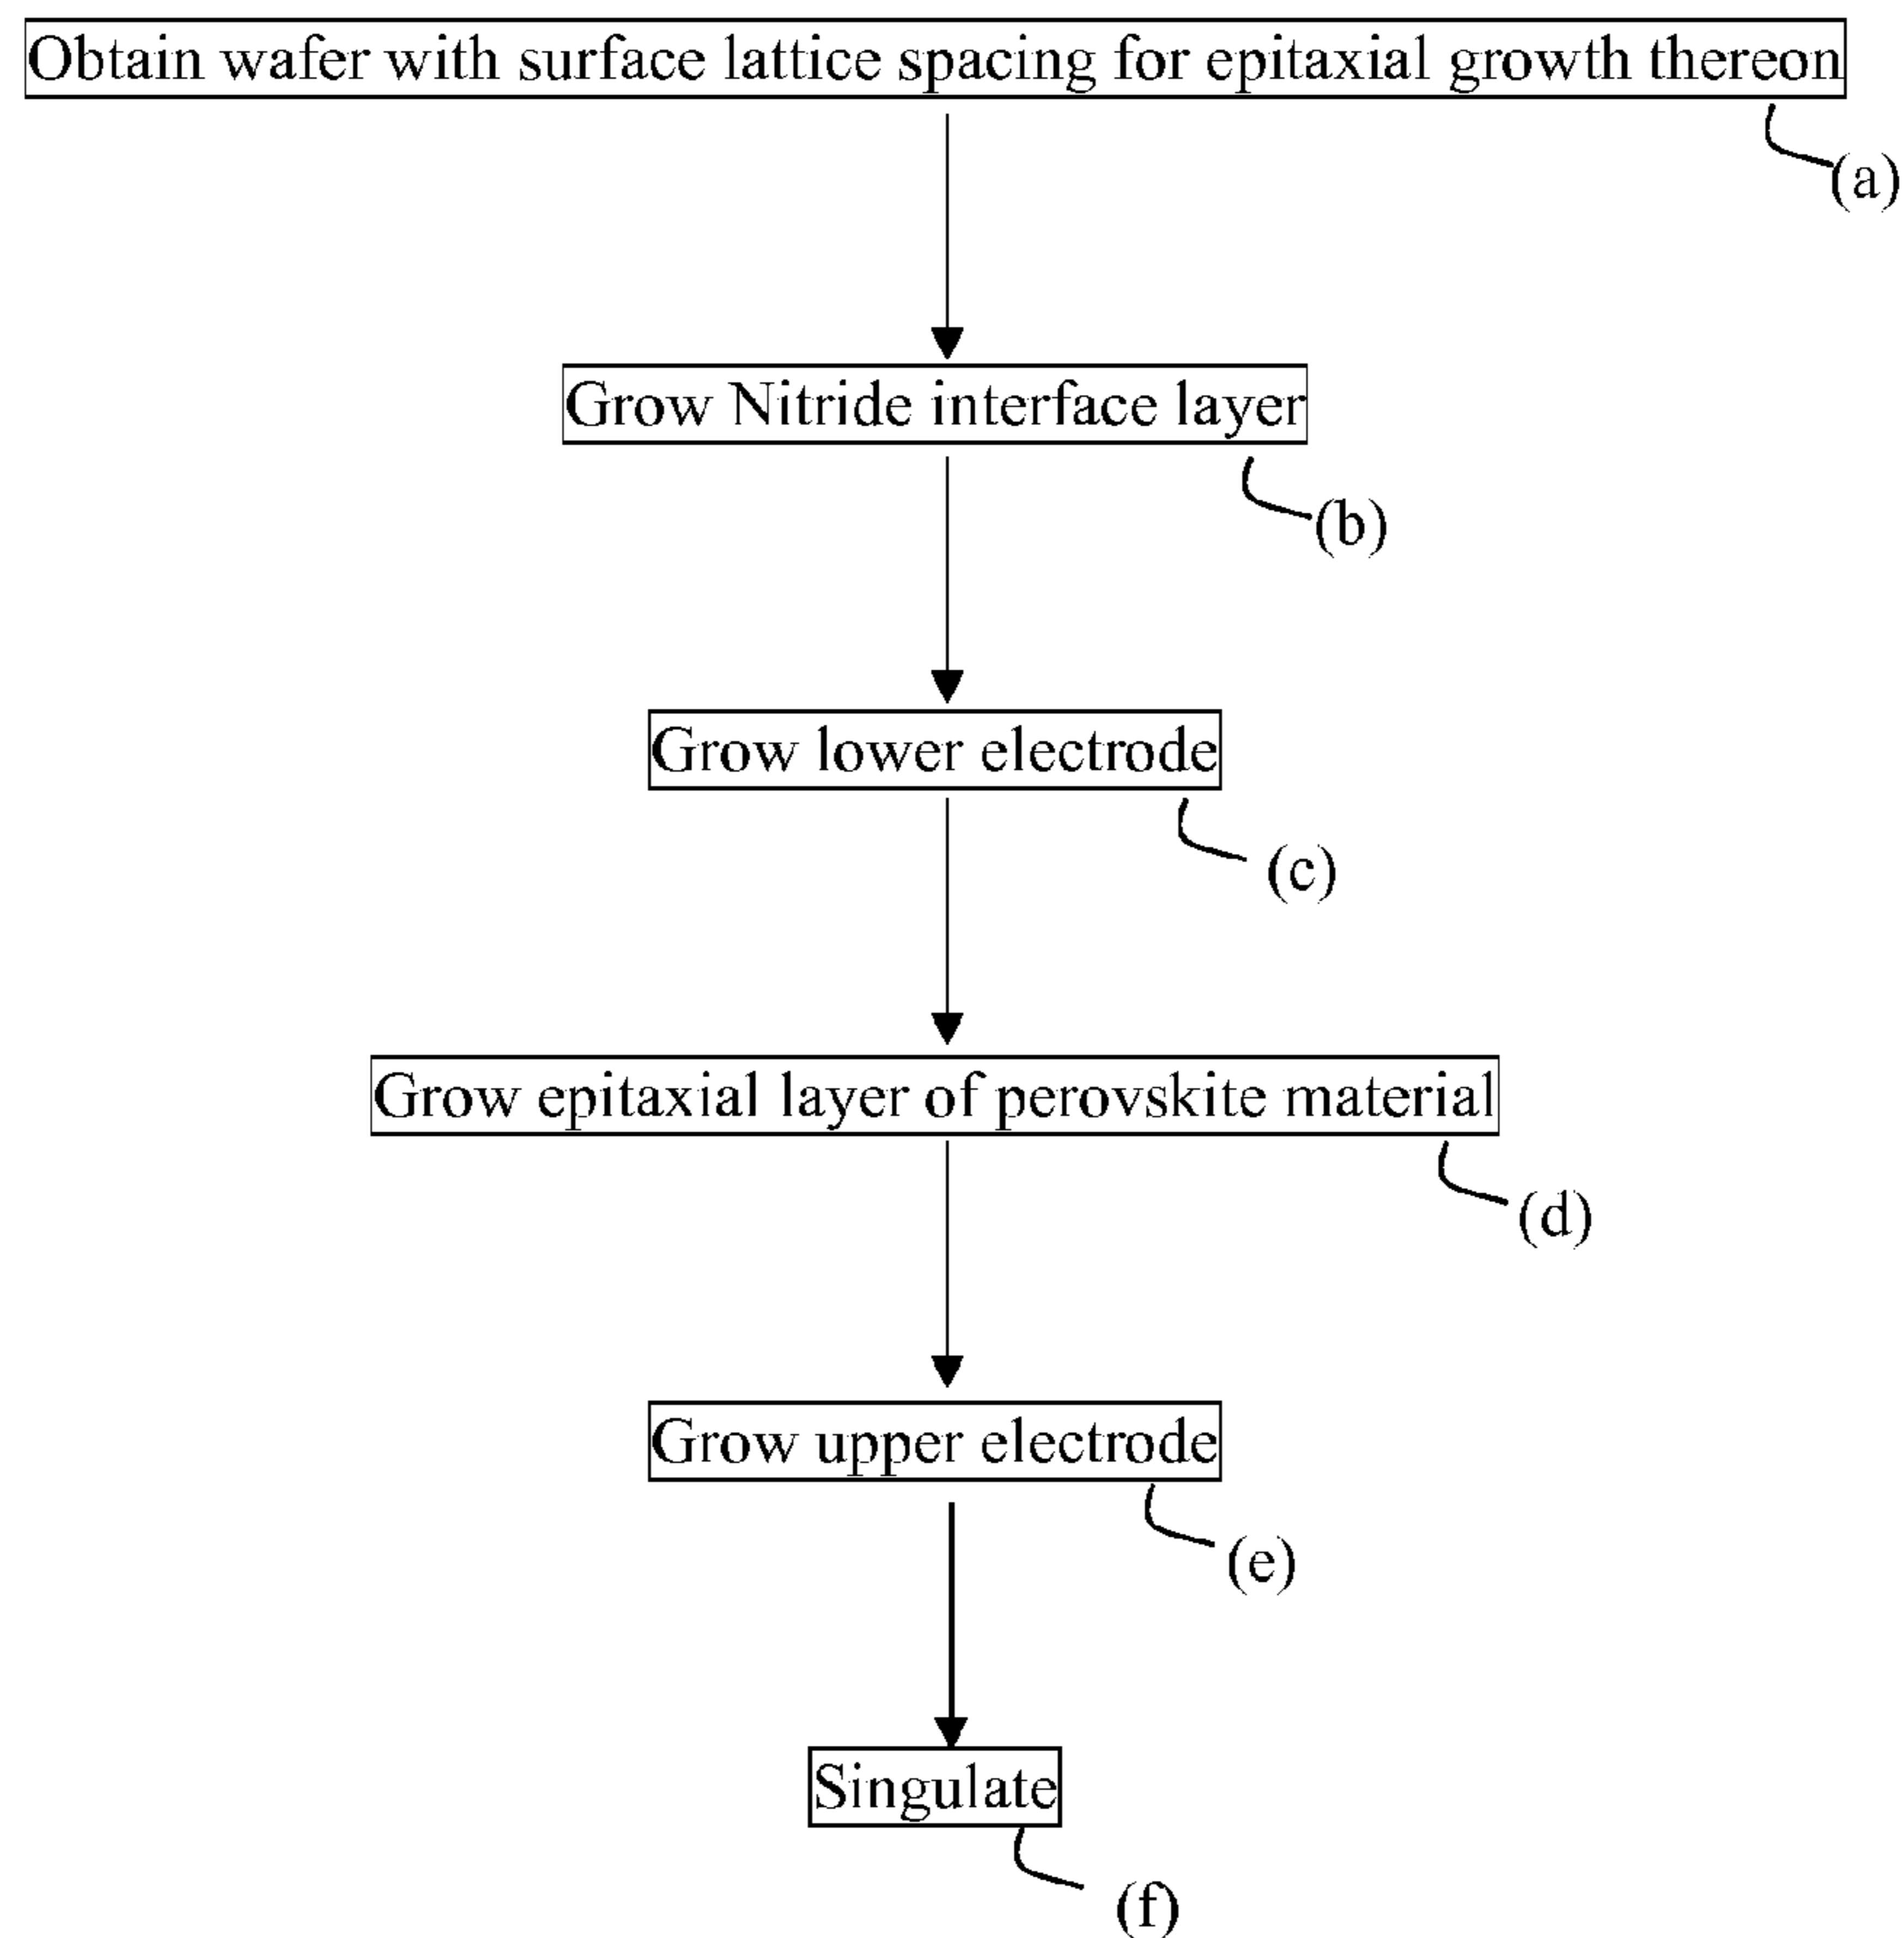 Obtain wafer with surface lattice spacing for epitaxial growth thereon
(a)
Grow Nitride interface layer
(b)
Grow lower electrode
(c)
Grow epitaxial layer of perovskite material
(d)
Grow upper electrode
(e)
Singulate
(f)